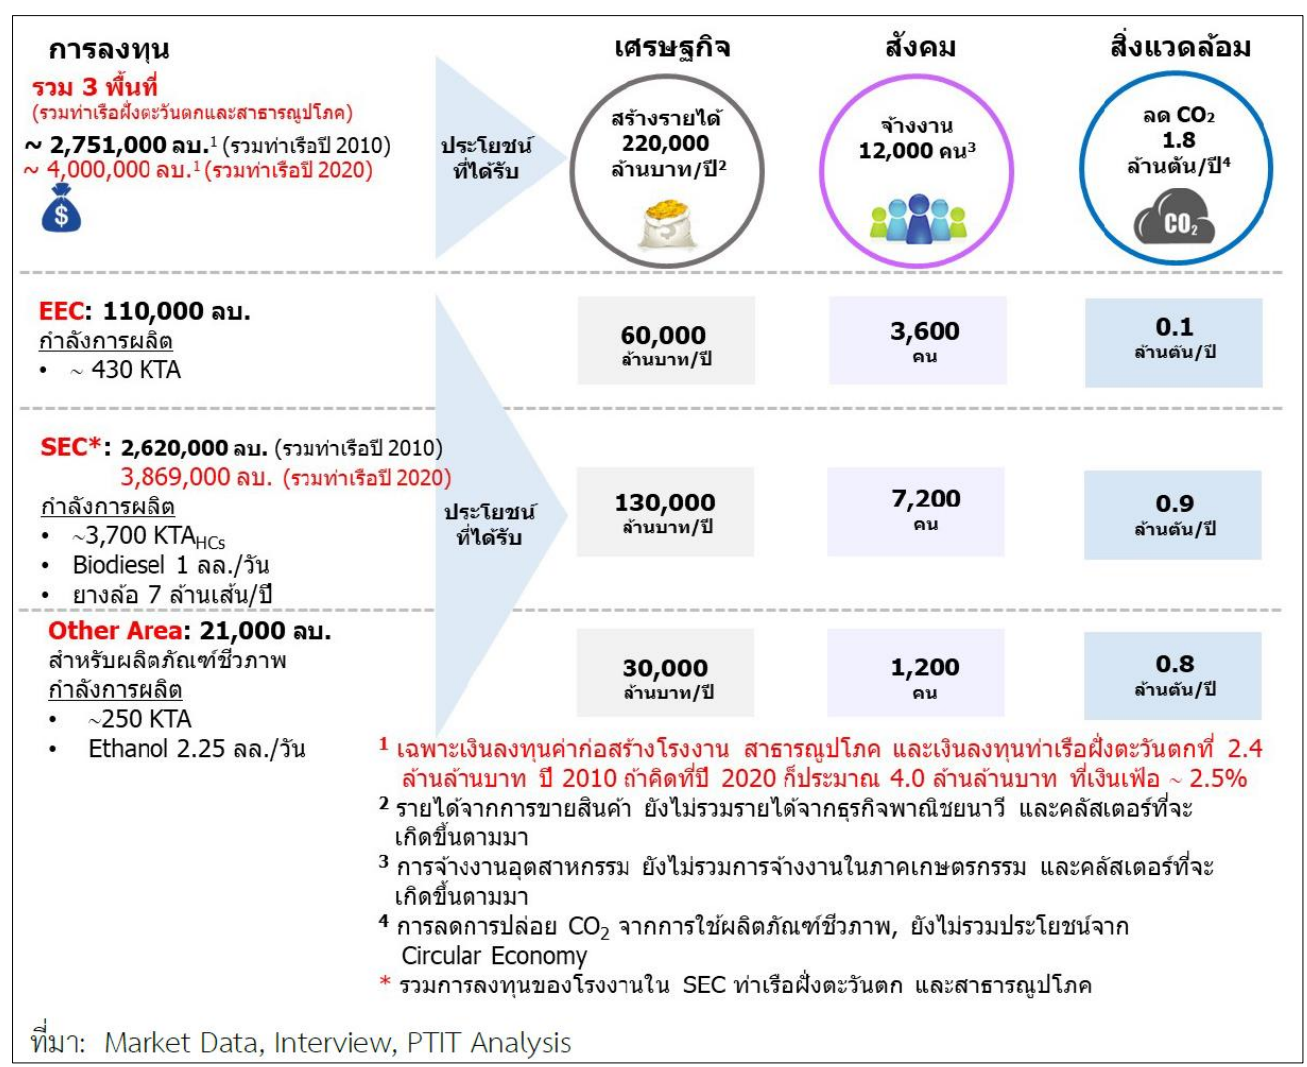 การลงทุน
รวม 3 พื้นที่
(รวมท่าเรือฝั่งตะวันตกและสาธารณูปโภค)
~ 2,751,000 ลบ.¹ (รวมท่าเรือปี 2010)
~ 4,000,000 ลบ.¹ (รวมท่าเรือปี 2020)
$
ประโยชน์
ที่ได้รับ
เศรษฐกิจ
สร้างรายได้
220,000
ล้านบาท/ปี²
สังคม
จ้างงาน
12,000 คน³
สิ่งแวดล้อม
ลด CO₂
1.8
ล้านตัน/ปี⁴
CO₂
EEC: 110,000 ลบ.
กำลังการผลิต
• ~ 430 KTA
60,000
ล้านบาท/ปี
3,600
คน
0.1
ล้านตัน/ปี
SEC*: 2,620,000 ลบ. (รวมท่าเรือปี 2010)
3,869,000 ลบ. (รวมท่าเรือปี 2020)
กำลังการผลิต
• ~3,700 KTA_HCs
• Biodiesel 1 ลล./วัน
• ยางล้อ 7 ล้านเส้น/ปี
ประโยชน์
ที่ได้รับ
130,000
ล้านบาท/ปี
7,200
คน
0.9
ล้านตัน/ปี
Other Area: 21,000 ลบ.
สำหรับผลิตภัณฑ์ชีวภาพ
กำลังการผลิต
• ~250 KTA
• Ethanol 2.25 ลล./วัน
30,000
ล้านบาท/ปี
1,200
คน
0.8
ล้านตัน/ปี
¹ เฉพาะเงินลงทุนค่าก่อสร้างโรงงาน สาธารณูปโภค และเงินลงทุนท่าเรือฝั่งตะวันตกที่ 2.4
ล้านล้านบาท ปี 2010 ถ้าคิดที่ปี 2020 ก็ประมาณ 4.0 ล้านล้านบาท ที่เงินเฟ้อ ~ 2.5%
² รายได้จากการขายสินค้า ยังไม่รวมรายได้จากธุรกิจพาณิชยนาวี และคลัสเตอร์ที่จะ
เกิดขึ้นตามมา
³ การจ้างงานอุตสาหกรรม ยังไม่รวมการจ้างงานในภาคเกษตรกรรม และคลัสเตอร์ที่จะ
เกิดขึ้นตามมา
⁴ การลดการปล่อย CO₂ จากการใช้ผลิตภัณฑ์ชีวภาพ, ยังไม่รวมประโยชน์จาก
Circular Economy
* รวมการลงทุนของโรงงานใน SEC ท่าเรือฝั่งตะวันตก และสาธารณูปโภค
ที่มา: Market Data, Interview, PTIT Analysis